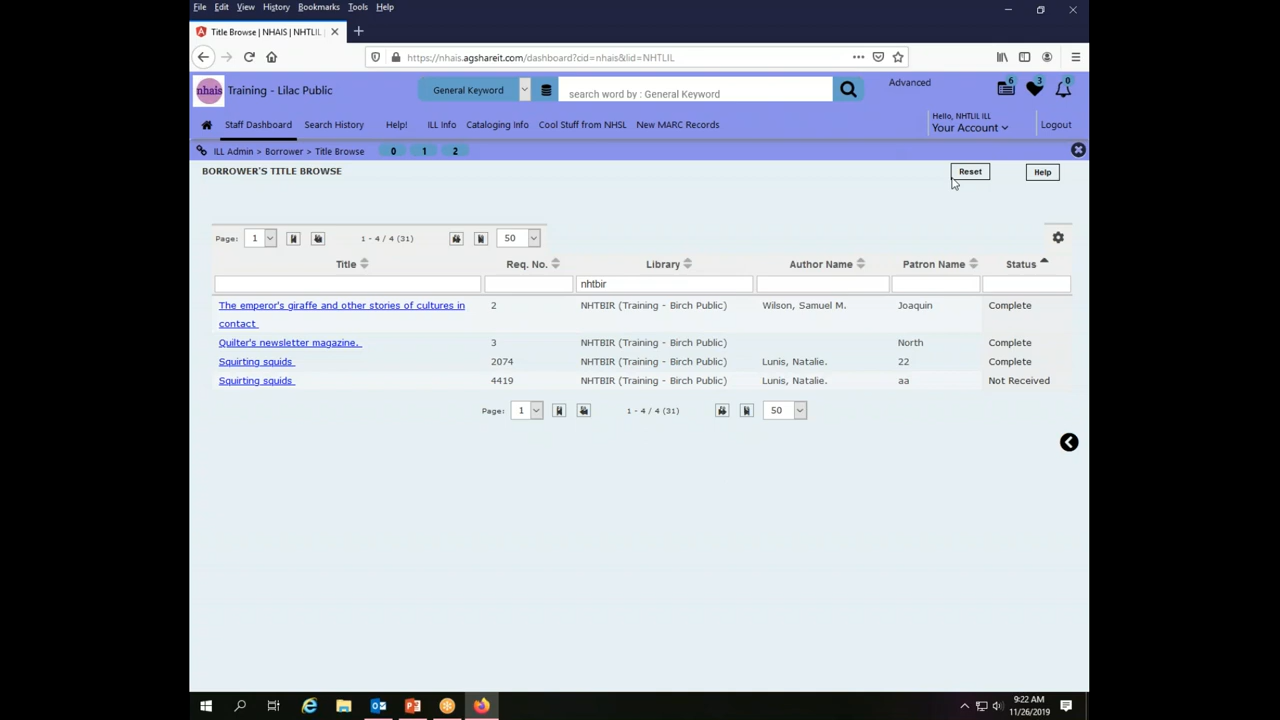 File Edit View History Bookmarks Tools Help
Title Browse | NHAIS | NHTLIL
https://nhais.agshareit.com/dashboard?cid=nhais&lid=NHTLIL
nhais Training - Lilac Public General Keyword search word by : General Keyword Advanced 6 3 0
Hello, NHTLIL ILL
Staff Dashboard Search History Help! ILL Info Cataloging Info Cool Stuff from NHSL New MARC Records Your Account Logout
ILL Admin > Borrower > Title Browse 0 1 2
BORROWER'S TITLE BROWSE Reset Help
Page: 1 1 - 4 / 4 (31) 50
Title Req. No. Library Author Name Patron Name Status
nhtbir
The emperor's giraffe and other stories of cultures in 2 NHTBIR (Training - Birch Public) Wilson, Samuel M. Joaquin Complete
contact
Quilter's newsletter magazine. 3 NHTBIR (Training - Birch Public) North Complete
Squirting squids 2074 NHTBIR (Training - Birch Public) Lunis, Natalie. 22 Complete
Squirting squids 4419 NHTBIR (Training - Birch Public) Lunis, Natalie. aa Not Received
Page: 1 1 - 4 / 4 (31) 50
9:22 AM
11/26/2019